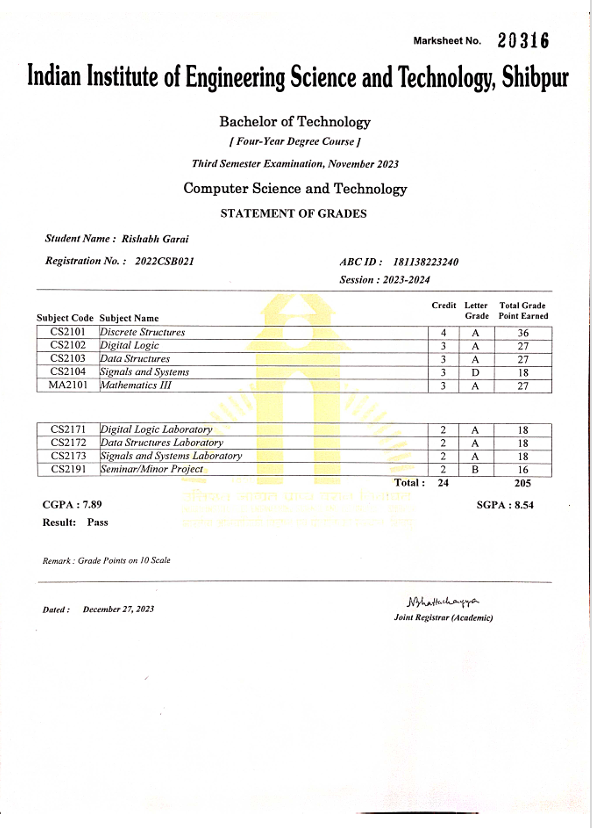 Marksheet No. 20316
Indian Institute of Engineering Science and Technology, Shibpur
Bachelor of Technology
[ Four-Year Degree Course ]
Third Semester Examination, November 2023
Computer Science and Technology
STATEMENT OF GRADES
Student Name : Rishabh Garai
Registration No. : 2022CSB021 ABC ID : 181138223240
Session : 2023-2024
Subject Code Subject Name Credit Letter Grade Total Grade Point Earned
CS2101 Discrete Structures 4 A 36
CS2102 Digital Logic 3 A 27
CS2103 Data Structures 3 A 27
CS2104 Signals and Systems 3 D 18
MA2101 Mathematics III 3 A 27
CS2171 Digital Logic Laboratory 2 A 18
CS2172 Data Structures Laboratory 2 A 18
CS2173 Signals and Systems Laboratory 2 A 18
CS2191 Seminar/Minor Project 2 B 16
Total : 24 205
CGPA : 7.89 SGPA : 8.54
Result: Pass
Remark : Grade Points on 10 Scale
Dated : December 27, 2023
NBhattacharyya
Joint Registrar (Academic)